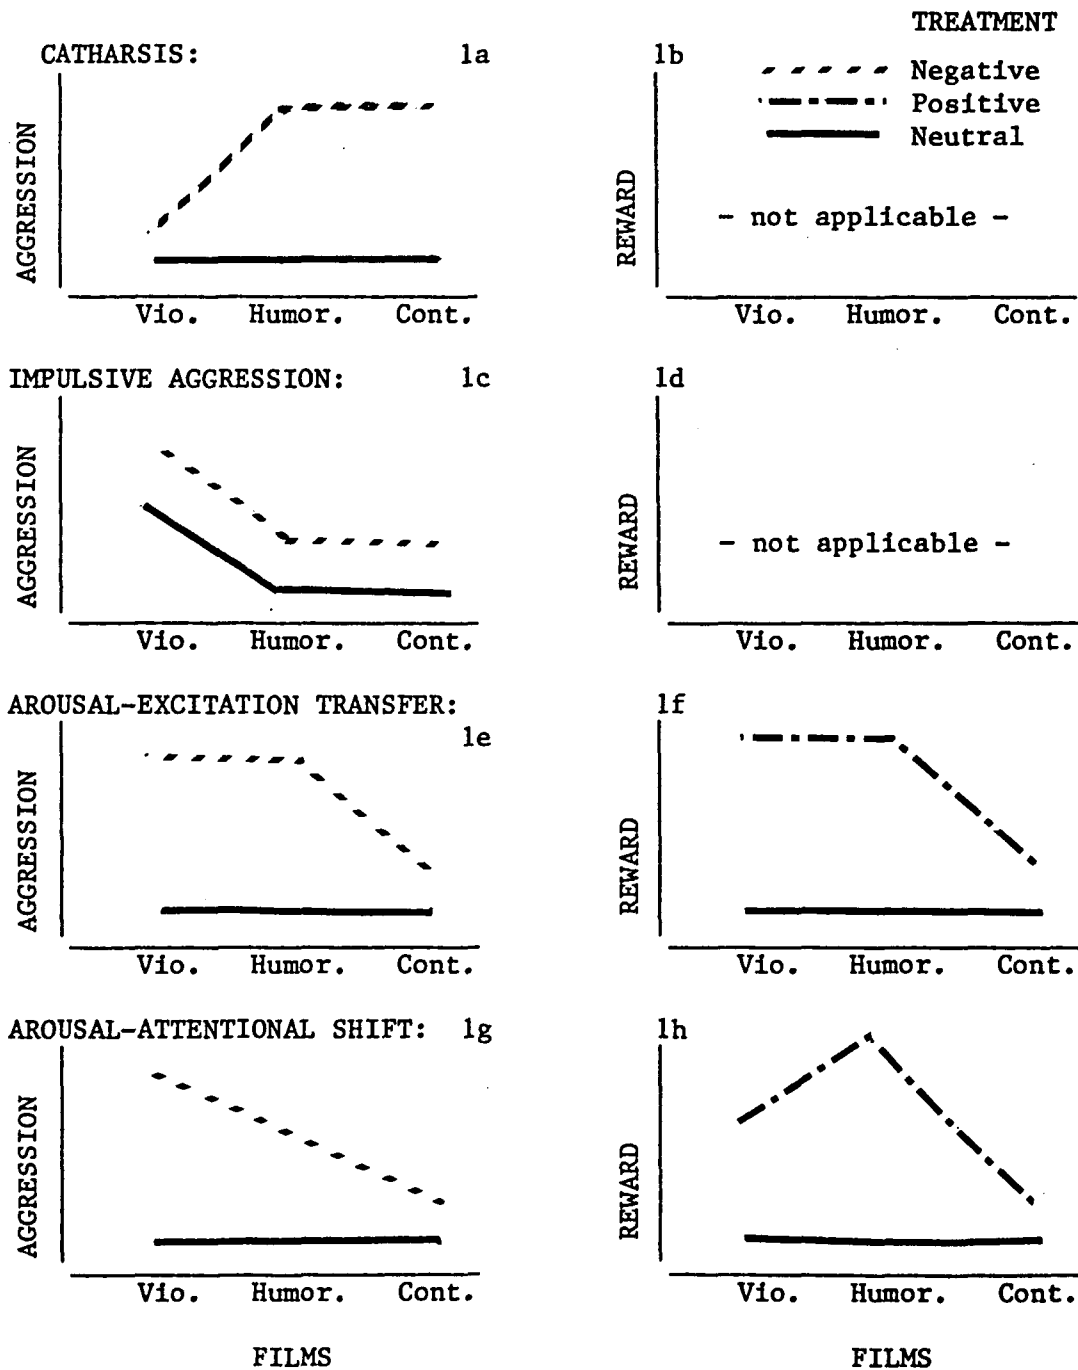 TREATMENT
CATHARSIS: 1a 1b
Negative
Positive
Neutral
AGGRESSION
REWARD
- not applicable -
Vio. Humor. Cont. Vio. Humor. Cont.
IMPULSIVE AGGRESSION: 1c 1d
AGGRESSION
REWARD
- not applicable -
Vio. Humor. Cont. Vio. Humor. Cont.
AROUSAL-EXCITATION TRANSFER: 1f
1e
AGGRESSION
REWARD
Vio. Humor. Cont. Vio. Humor. Cont.
AROUSAL-ATTENTIONAL SHIFT: 1g 1h
AGGRESSION
REWARD
Vio. Humor. Cont. Vio. Humor. Cont.
FILMS FILMS